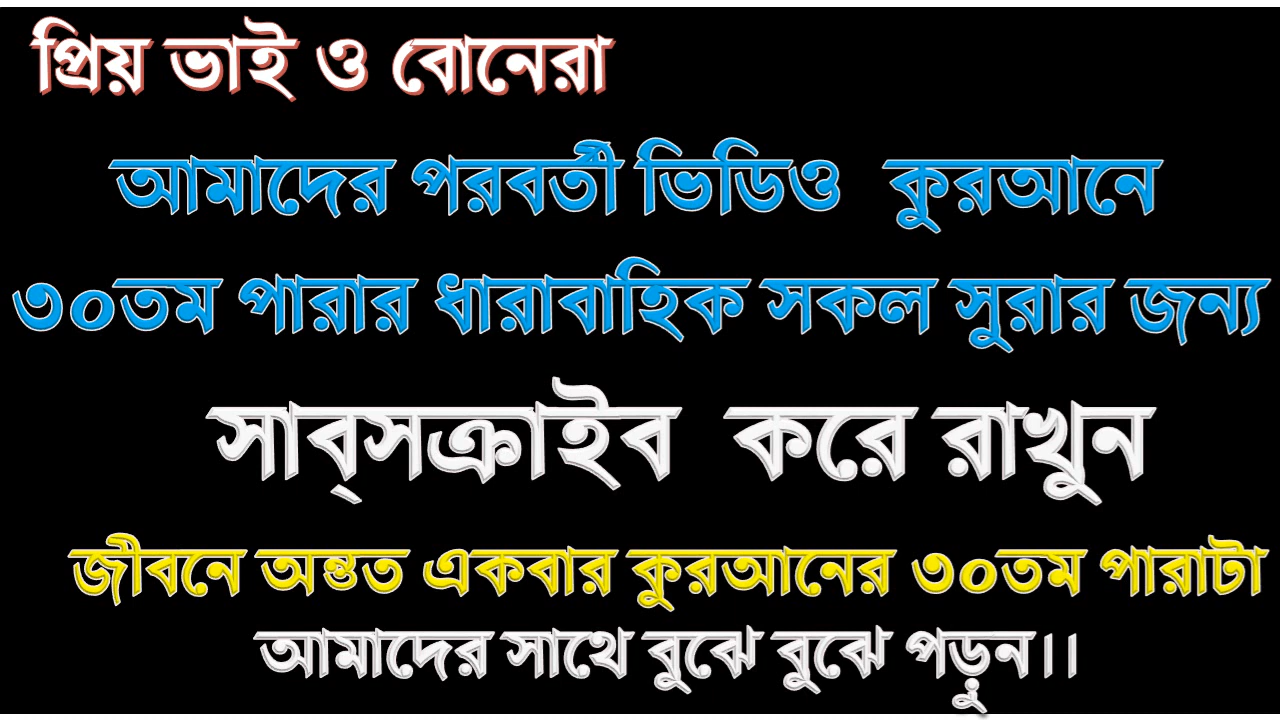 প্রিয় ভাই ও বোনেরা
আমাদের পরবর্তী ভিডিও কুরআনে
৩০তম পারার ধারাবাহিক সকল সুরার জন্য
সাব্সক্রাইব করে রাখুন
জীবনে অন্তত একবার কুরআনের ৩০তম পারাটা
আমাদের সাথে বুঝে বুঝে পড়ুন।।